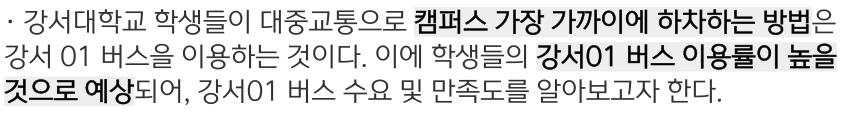 · 강서대학교 학생들이 대중교통으로 캠퍼스 가장 가까이에 하차하는 방법은
강서 01 버스을 이용하는 것이다. 이에 학생들의 강서01 버스 이용률이 높을
것으로 예상되어, 강서01 버스 수요 및 만족도를 알아보고자 한다.